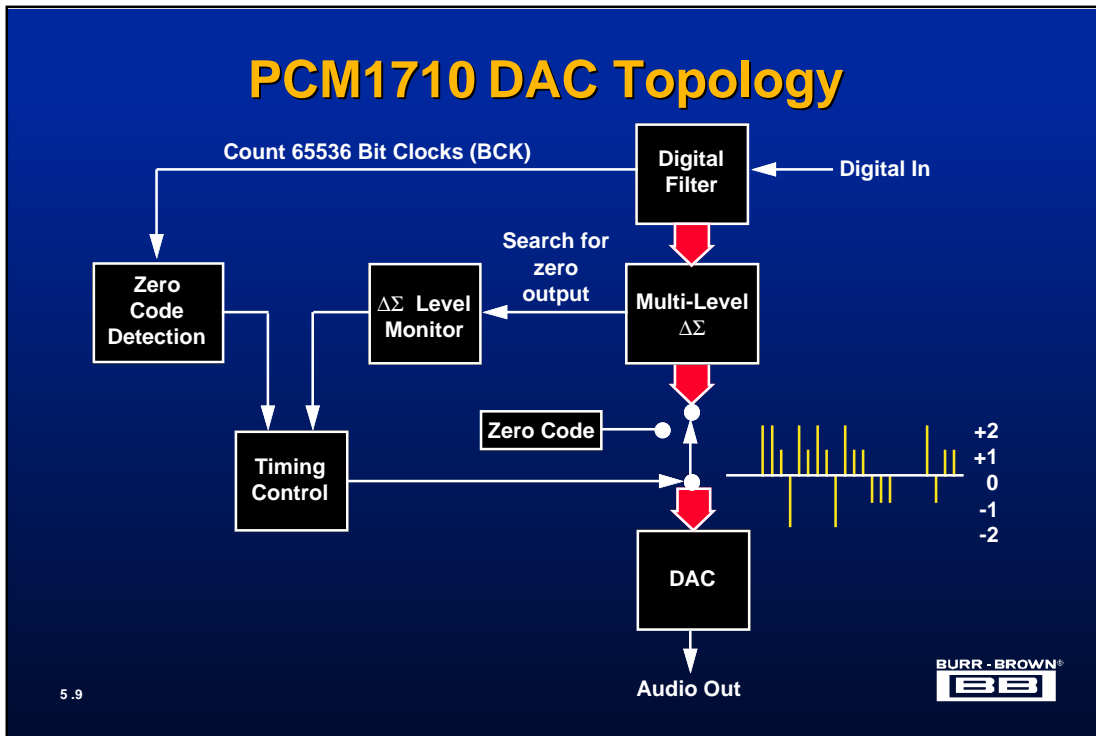 PCM1710 DAC Topology
Count 65536 Bit Clocks (BCK)
Digital
Filter
Digital In
Search for
zero
output
Zero
Code
Detection
ΔΣ Level
Monitor
Multi-Level
ΔΣ
Zero Code
+2
+1
0
-1
-2
Timing
Control
DAC
Audio Out
5 .9
BURR - BROWN®
BB